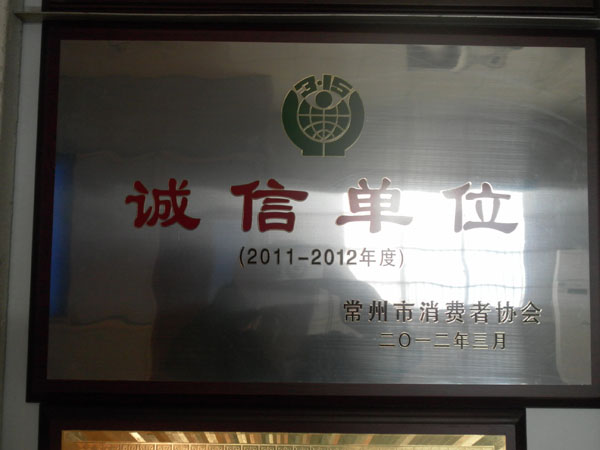 3·15
诚信单位
(2011-2012年度)
常州市消费者协会
二〇一二年三月